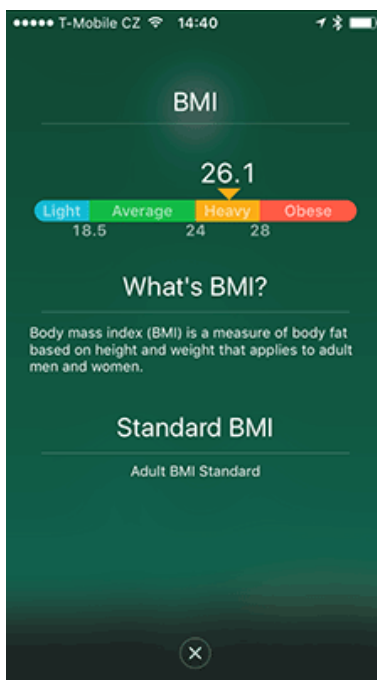 T-Mobile CZ 14:40
BMI
26.1
Light Average Heavy Obese
18.5 24 28
What's BMI?
Body mass index (BMI) is a measure of body fat
based on height and weight that applies to adult
men and women.
Standard BMI
Adult BMI Standard